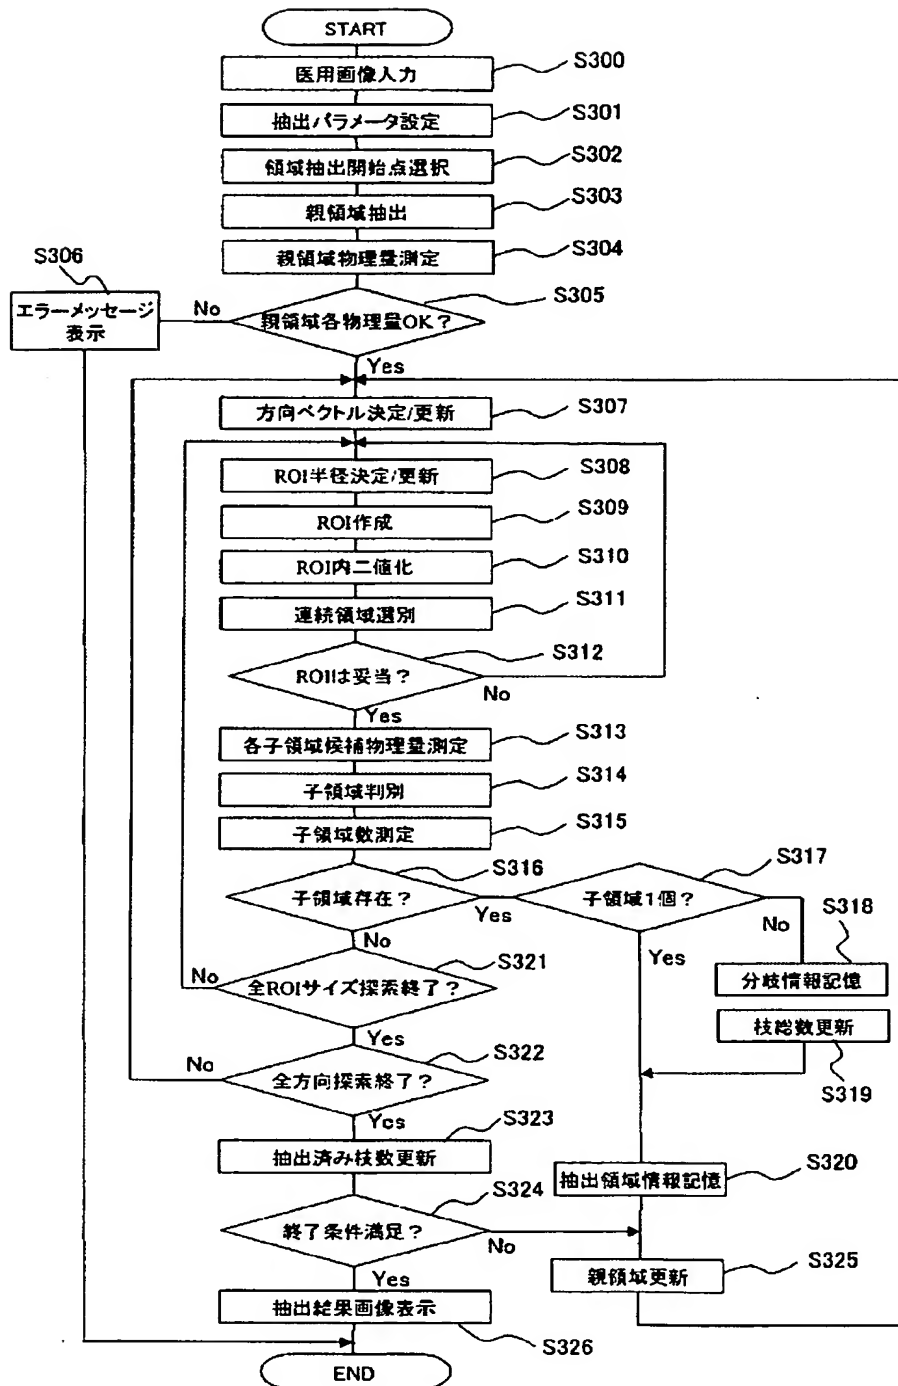 START
医用画像入力
S300
抽出パラメータ設定
S301
領域抽出開始点選択
S302
親領域抽出
S303
親領域物理量測定
S304
S306
エラーメッセージ
表示
No
親領域各物理量OK?
S305
Yes
方向ベクトル決定/更新
S307
ROI半径決定/更新
S308
ROI作成
S309
ROI内二値化
S310
連続領域選別
S311
ROIは妥当?
S312
No
Yes
各子領域候補物理量測定
S313
子領域判別
S314
子領域数測定
S315
子領域存在?
S316
Yes
No
子領域1個?
S317
No
Yes
S318
分岐情報記憶
枝総数更新
S319
全ROIサイズ探索終了?
S321
No
Yes
全方向探索終了?
S322
No
Yes
抽出済み枝数更新
S323
抽出領域情報記憶
S320
終了条件満足?
S324
No
Yes
親領域更新
S325
抽出結果画像表示
S326
END